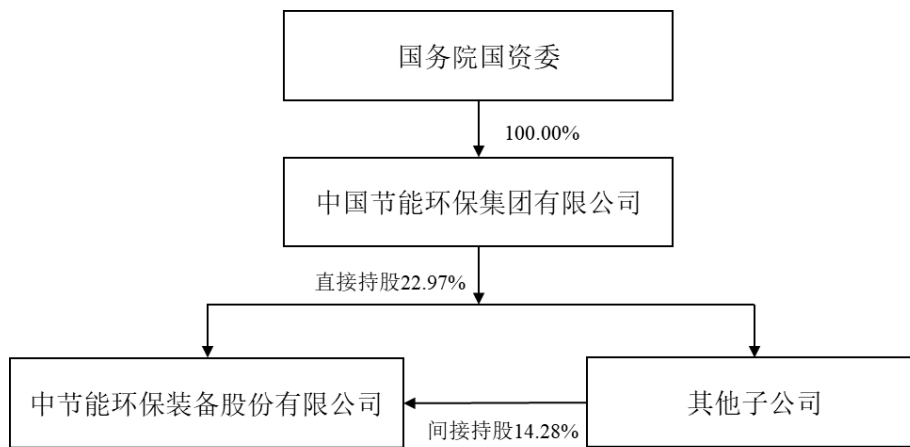 国务院国资委
100.00%
中国节能环保集团有限公司
直接持股22.97%
中节能环保装备股份有限公司
其他子公司
间接持股14.28%